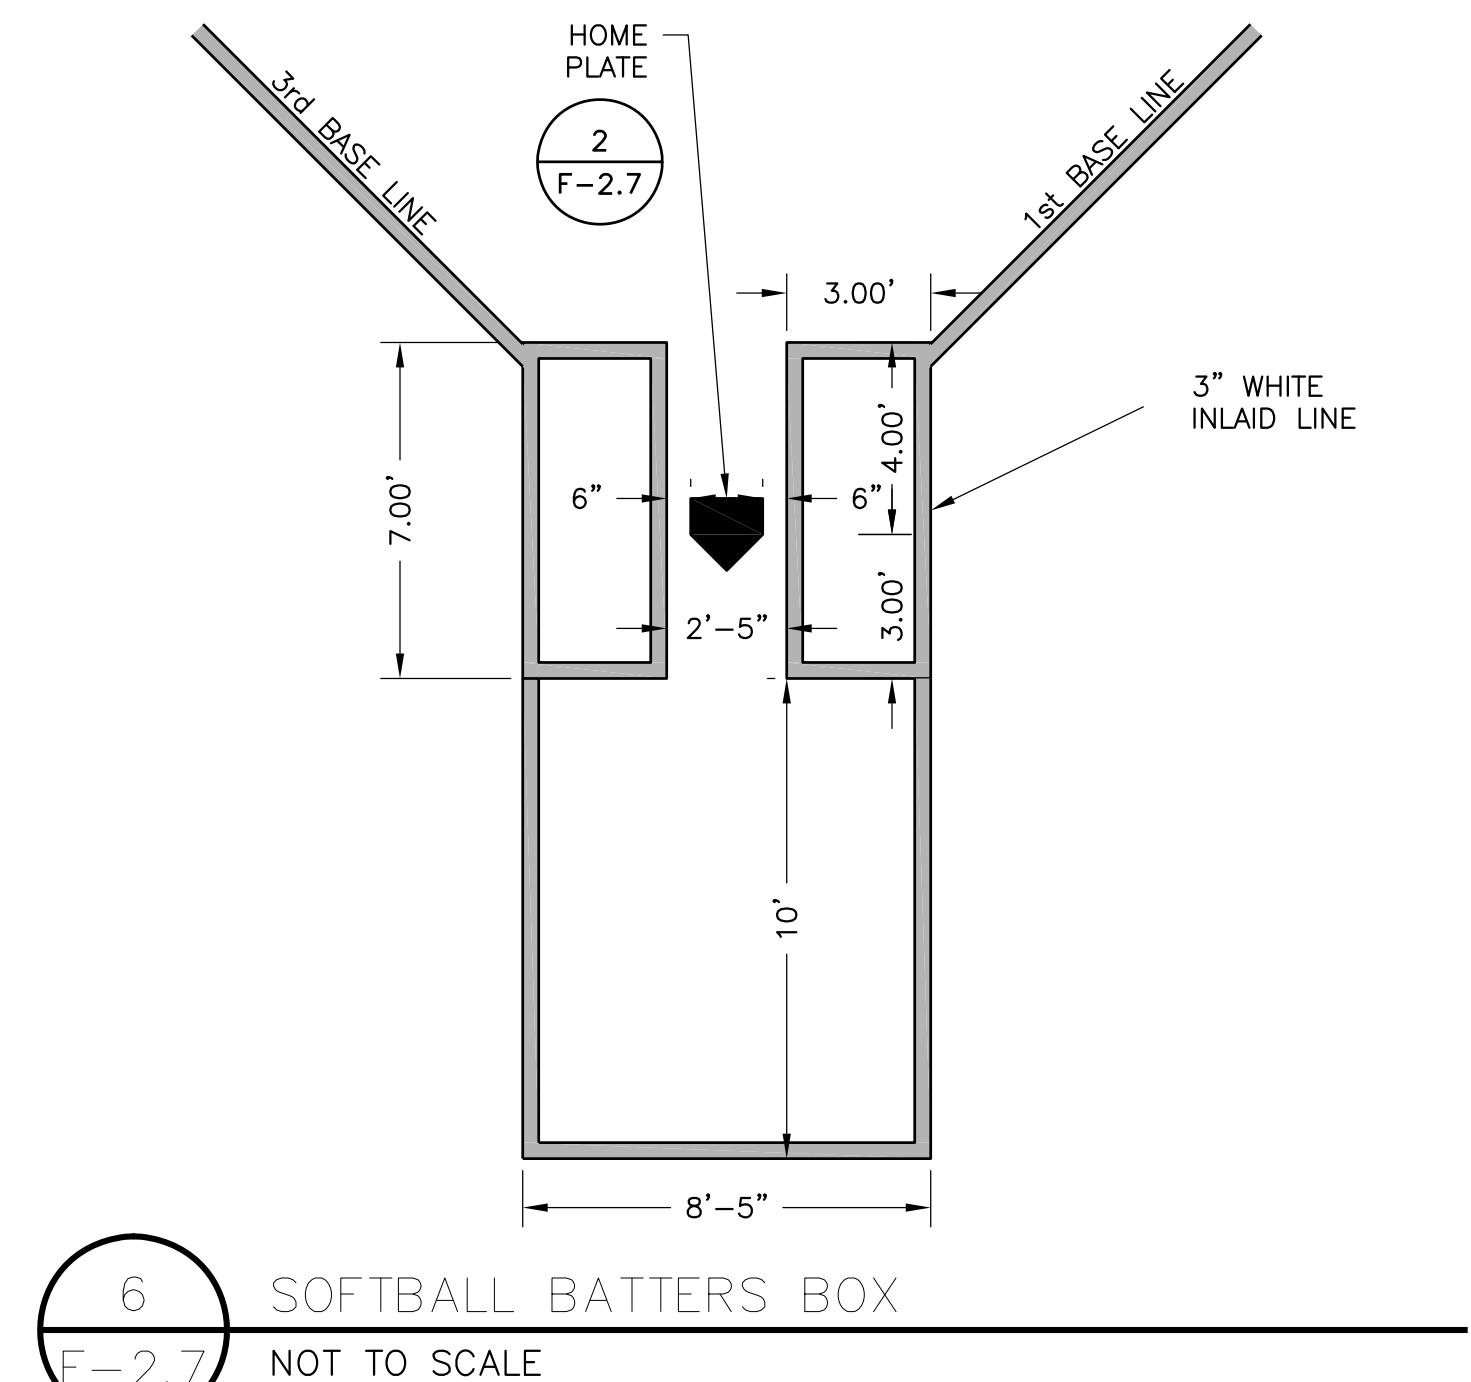 HOME
PLATE
2
F-2.7
3rd BASE LINE
1st BASE LINE
3.00'
3" WHITE
INLAID LINE
7.00'
4.00'
6"
6"
3.00'
2'-5"
10'
8'-5"
6
SOFTBALL BATTERS BOX
F-2.7
NOT TO SCALE